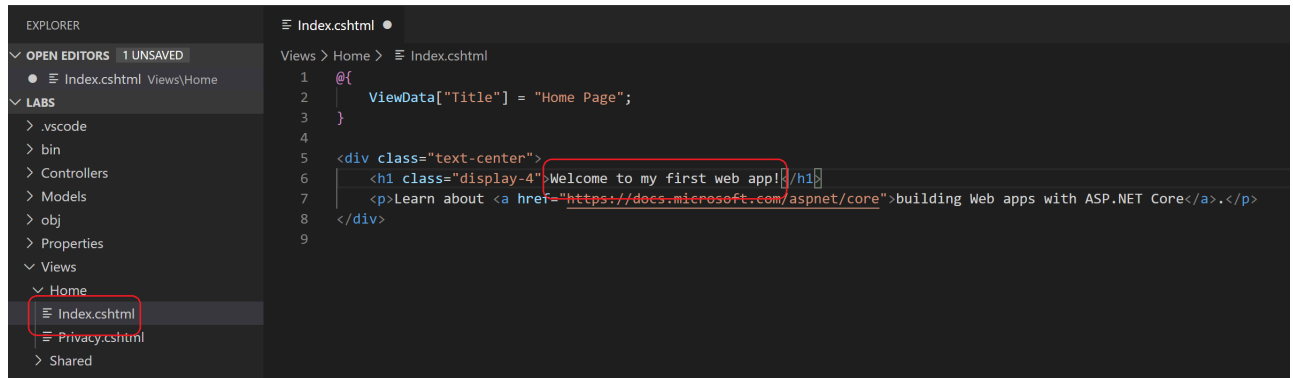 EXPLORER
OPEN EDITORS 1 UNSAVED
Index.cshtml Views\Home
LABS
.vscode
bin
Controllers
Models
obj
Properties
Views
Home
Index.cshtml
Privacy.cshtml
Shared
Index.cshtml
Views > Home > Index.cshtml
1 @{
2 ViewData["Title"] = "Home Page";
3 }
4
5 <div class="text-center">
6 <h1 class="display-4">Welcome to my first web app!</h1>
7 <p>Learn about <a href="https://docs.microsoft.com/aspnet/core">building Web apps with ASP.NET Core</a>.</p>
8 </div>
9